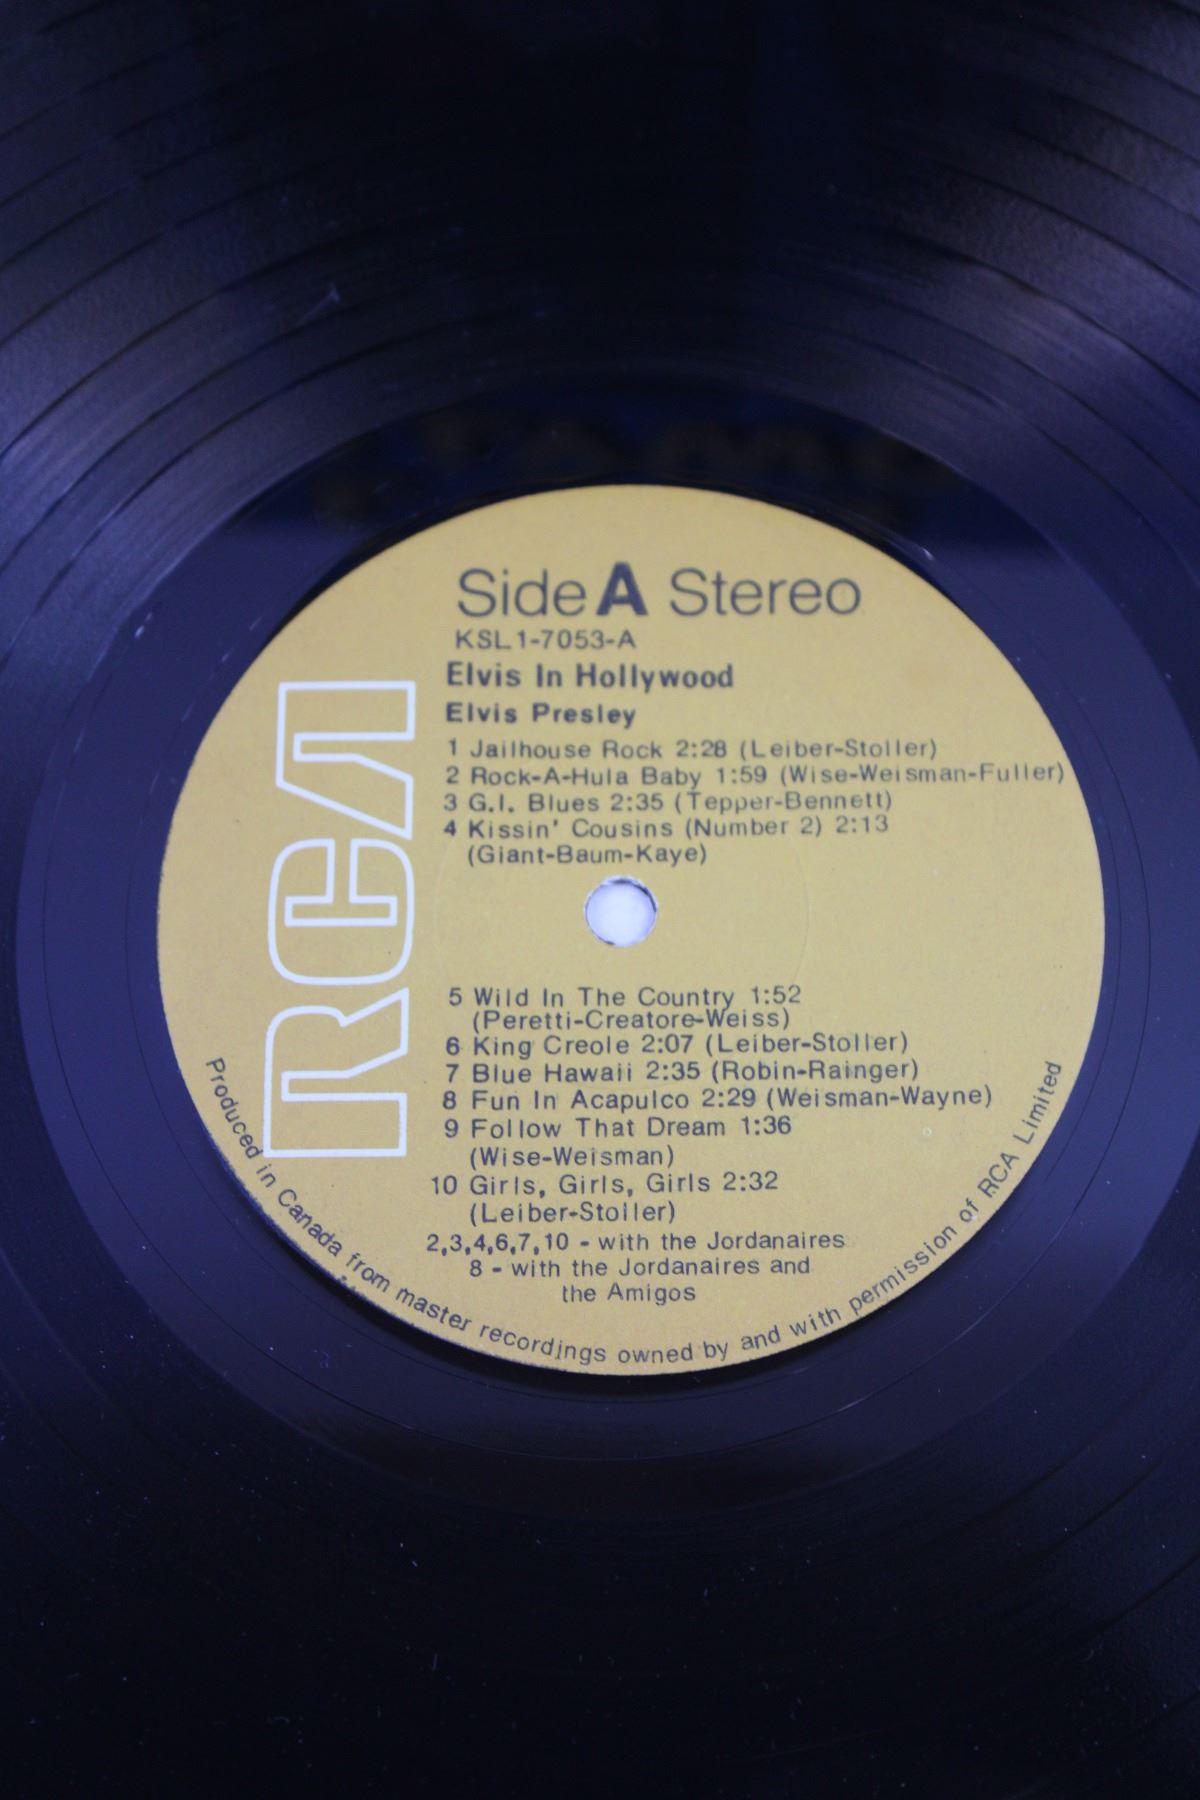 Side A Stereo
KSL1-7053-A
Elvis In Hollywood
Elvis Presley
1 Jailhouse Rock 2:28 (Leiber-Stoller)
2 Rock-A-Hula Baby 1:59 (Wise-Weisman-Fuller)
3 G.I. Blues 2:35 (Tepper-Bennett)
4 Kissin' Cousins (Number 2) 2:13
(Giant-Baum-Kaye)
RCA
5 Wild In The Country 1:52
(Peretti-Creatore-Weiss)
6 King Creole 2:07 (Leiber-Stoller)
7 Blue Hawaii 2:35 (Robin-Rainger)
8 Fun In Acapulco 2:29 (Weisman-Wayne)
9 Follow That Dream 1:36
(Wise-Weisman)
10 Girls, Girls, Girls 2:32
(Leiber-Stoller)
2,3,4,6,7,10 - with the Jordanaires
8 - with the Jordanaires and
the Amigos
Produced in Canada from master recordings owned by and with permission of RCA Limited